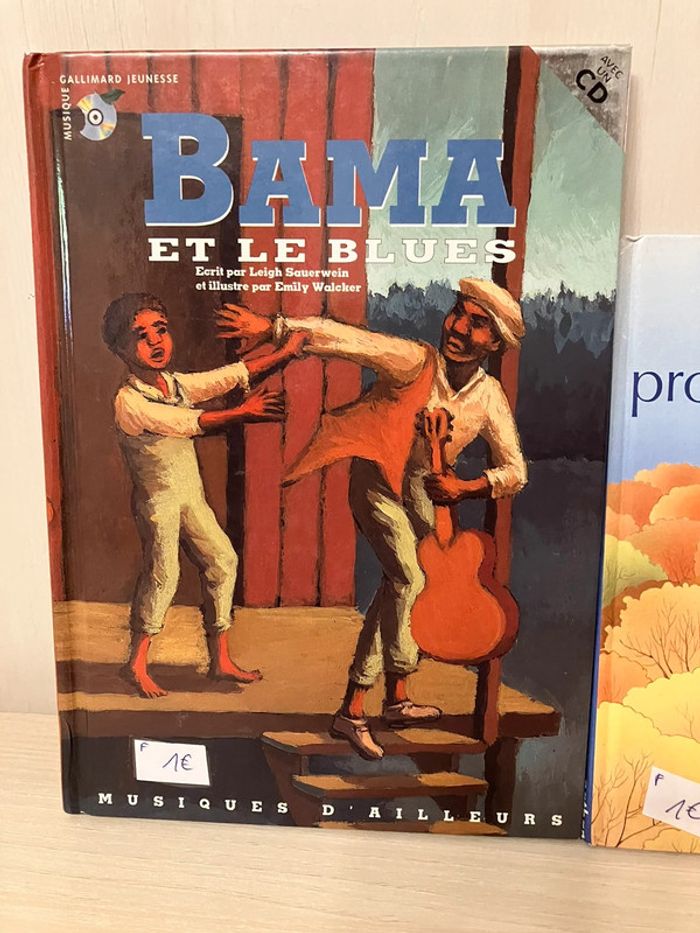 GALLIMARD JEUNESSE
MUSIQUE
AVEC
UN
CD
BAMA
ET LE BLUES
Ecrit par Leigh Sauerwein
et illustre par Emily Walcker
F 1€
MUSIQUES D'AILLEURS
pro
F 1€